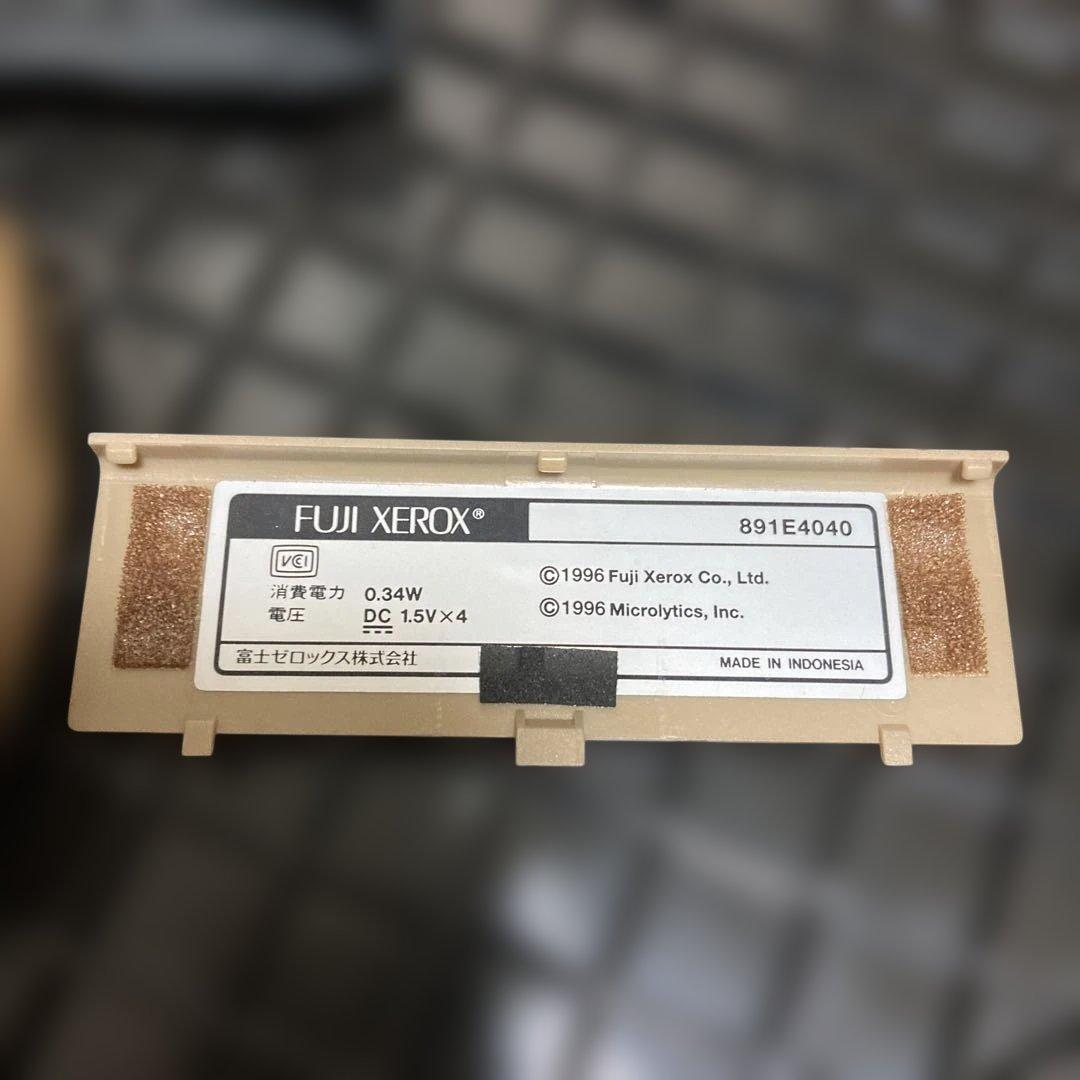 FUJI XEROX®
891E4040
VCCI
消費電力 0.34W
電圧 DC 1.5V×4
©1996 Fuji Xerox Co., Ltd.
©1996 Microlytics, Inc.
富士ゼロックス株式会社
MADE IN INDONESIA